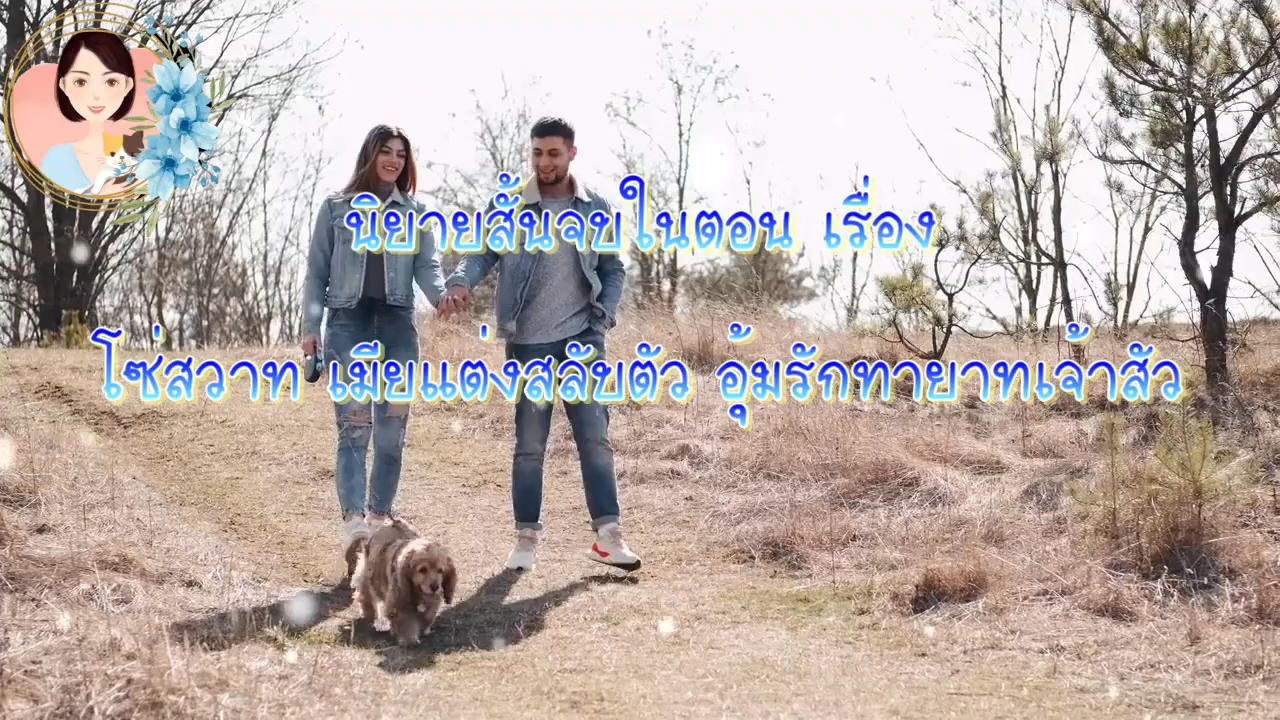 นิยายสั้นจบในตอน เรื่อง
โซ่สวาท เมียแต่งสลับตัว อุ้มรักทายาทเจ้าสัว